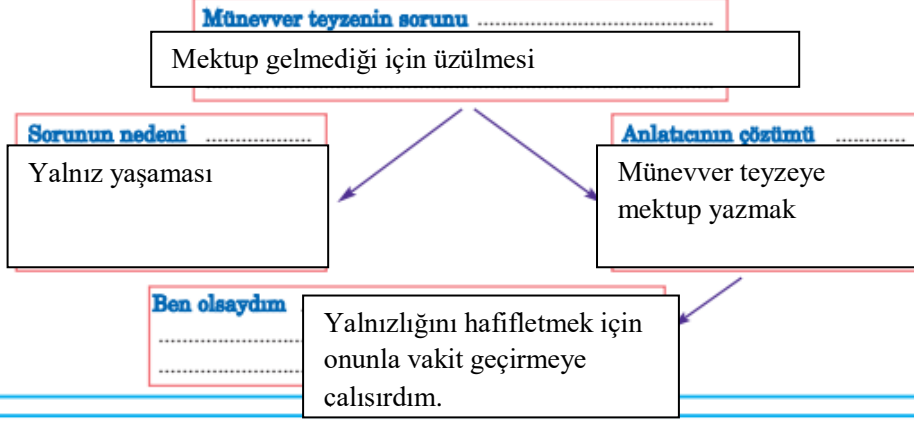 Münevver teyzenin sorunu ........................................
Mektup gelmediği için üzülmesi
Sorunun nedeni ..................
Yalnız yaşaması
Anlatıcının çözümü ............
Münevver teyzeye
mektup yazmak
Ben olsaydım
Yalnızlığını hafifletmek için
onunla vakit geçirmeye
calısırdım.